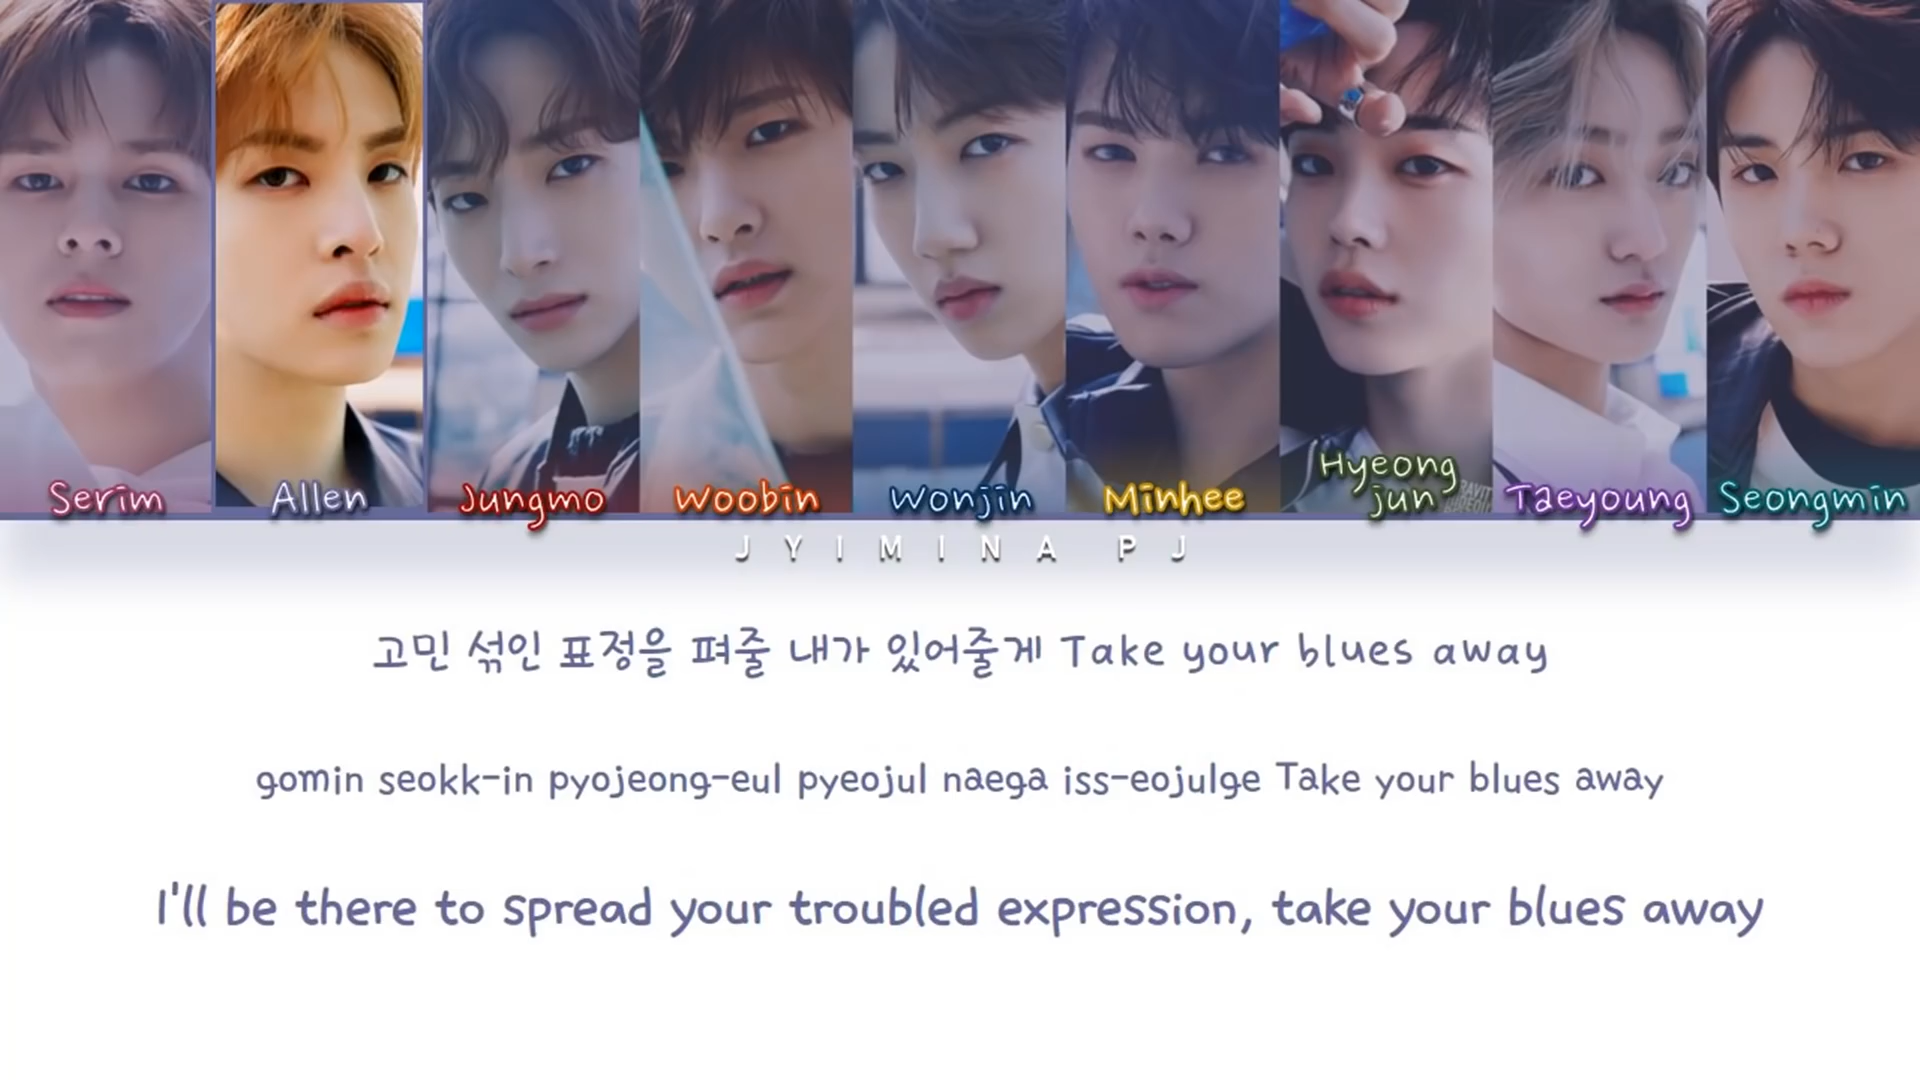 Serim Allen Jungmo Woobin Wonjin Minhee Hyeong jun Taeyoung Seongmin
JYIMINA PJ
고민 섞인 표정을 펴줄 내가 있어줄게 Take your blues away
gomin seokk-in pyojeong-eul pyeojul naega iss-eojulge Take your blues away
I'll be there to spread your troubled expression, take your blues away